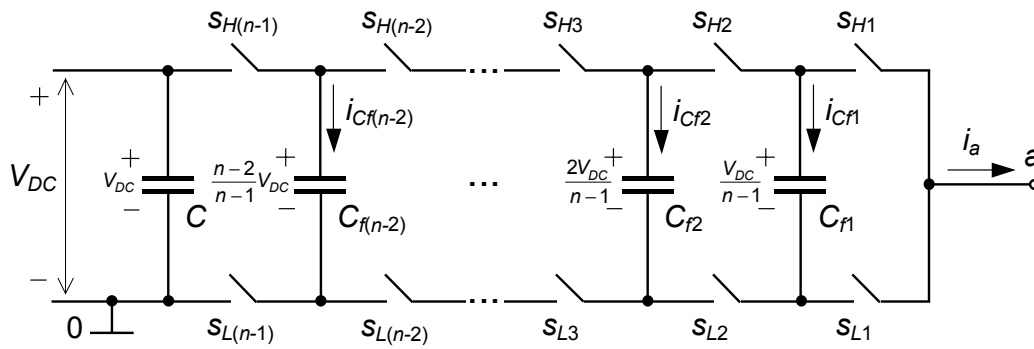 s_H(n-1) s_H(n-2) s_H3 s_H2 s_H1
+ i_Cf(n-2) i_Cf2 i_Cf1 i_a a
V_DC V_DC + − C
n−2/n−1 V_DC + − C_f(n-2)
... ... ...
2V_DC/n−1 + − C_f2
V_DC/n−1 + − C_f1
−
0 s_L(n-1) s_L(n-2) s_L3 s_L2 s_L1